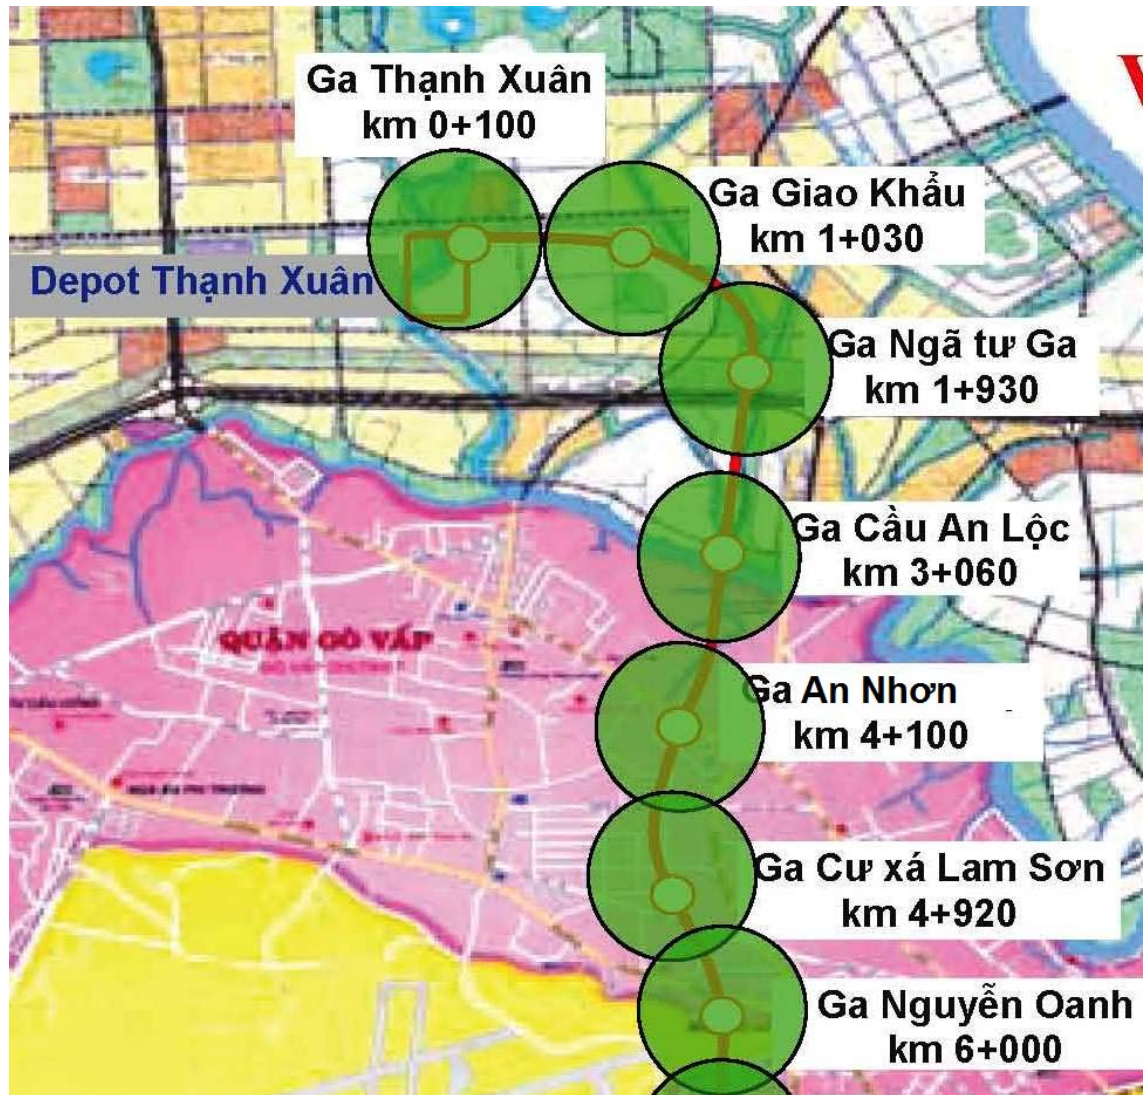 Ga Thạnh Xuân
km 0+100
Ga Giao Khẩu
km 1+030
Depot Thạnh Xuân
Ga Ngã tư Ga
km 1+930
Ga Cầu An Lộc
km 3+060
QUẬN GÒ VẤP
Ga An Nhơn
km 4+100
Ga Cư xá Lam Sơn
km 4+920
Ga Nguyễn Oanh
km 6+000